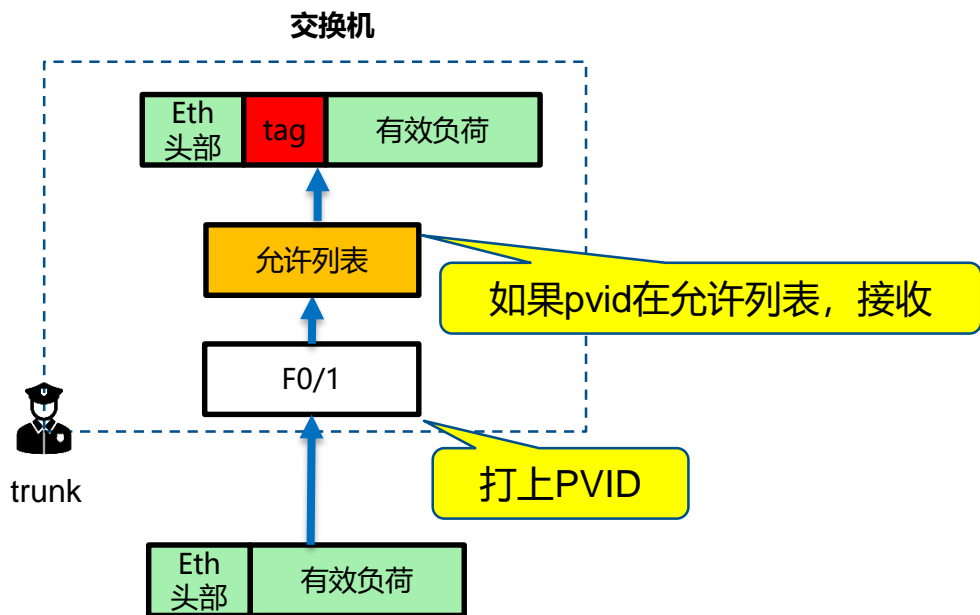 交换机
Eth
头部
tag
有效负荷
允许列表
如果pvid在允许列表，接收
F0/1
打上PVID
trunk
Eth
头部
有效负荷